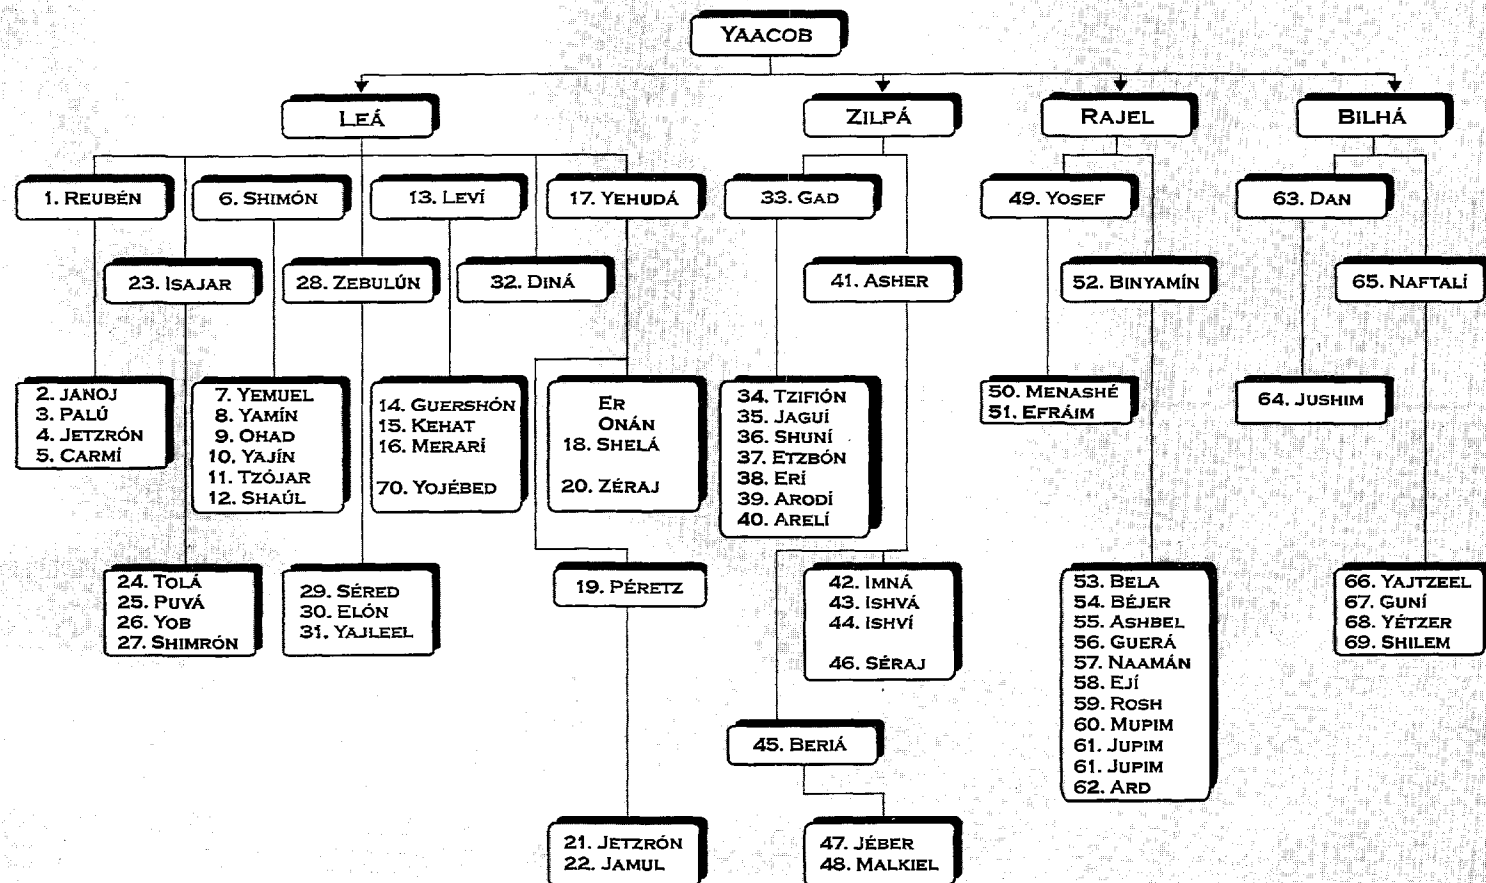 YAACOB
LEÁ
ZILPÁ
RAJEL
BILHÁ
1. REUBÉN
6. SHIMÓN
13. LEVÍ
17. YEHUDÁ
33. GAD
49. YOSEF
63. DAN
23. ISAJAR
28. ZEBULÚN
32. DINÁ
41. ASHER
52. BINYAMÍN
65. NAFTALÍ
2. JANOJ
3. PALÚ
4. JETZRÓN
5. CARMÍ
7. YEMUEL
8. YAMÍN
9. OHAD
10. YAJÍN
11. TZÓJAR
12. SHAÚL
14. GUERSHÓN
15. KEHAT
16. MERARÍ
70. YOJÉBED
ER
ONÁN
18. SHELÁ
20. ZÉRAJ
34. TZIFIÓN
35. JAGUÍ
36. SHUNÍ
37. ETZBÓN
38. ERÍ
39. ARODÍ
40. ARELÍ
50. MENASHÉ
51. EFRÁIM
64. JUSHIM
24. TOLÁ
25. PUVÁ
26. YOB
27. SHIMRÓN
29. SÉRED
30. ELÓN
31. YAJLEEL
19. PÉRETZ
42. IMNÁ
43. ISHVÁ
44. ISHVÍ
46. SÉRAJ
53. BELA
54. BÉJER
55. ASHBEL
56. GUERÁ
57. NAAMÁN
58. EJÍ
59. ROSH
60. MUPIM
61. JUPIM
61. JUPIM
62. ARD
66. YAJTZEEL
67. GUNÍ
68. YÉTZER
69. SHILEM
45. BERIÁ
21. JETZRÓN
22. JAMUL
47. JÉBER
48. MALKIEL